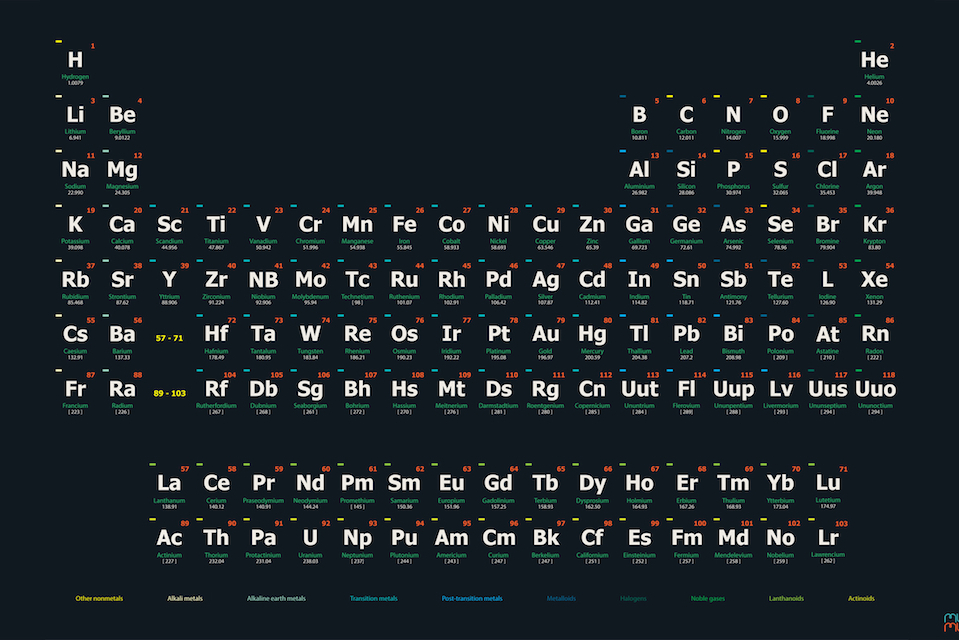 1 2
H He
Hydrogen Helium
1.0079 4.0026
3 4 5 6 7 8 9 10
Li Be B C N O F Ne
Lithium Beryllium Boron Carbon Nitrogen Oxygen Fluorine Neon
6.941 9.0122 10.811 12.011 14.007 15.999 18.998 20.180
11 12 13 14 15 16 17 18
Na Mg Al Si P S Cl Ar
Sodium Magnesium Aluminium Silicon Phosphorus Sulfur Chlorine Argon
22.990 24.305 26.982 28.086 30.974 32.065 35.453 39.948
19 20 21 22 23 24 25 26 27 28 29 30 31 32 33 34 35 36
K Ca Sc Ti V Cr Mn Fe Co Ni Cu Zn Ga Ge As Se Br Kr
Potassium Calcium Scandium Titanium Vanadium Chromium Manganese Iron Cobalt Nickel Copper Zinc Gallium Germanium Arsenic Selenium Bromine Krypton
39.098 40.078 44.956 47.867 50.942 51.996 54.938 55.845 58.933 58.693 63.546 65.39 69.723 72.61 74.992 78.96 79.904 83.80
37 38 39 40 41 42 43 44 45 46 47 48 49 50 51 52 53 54
Rb Sr Y Zr NB Mo Tc Ru Rh Pd Ag Cd In Sn Sb Te L Xe
Rubidium Strontium Yttrium Zirconium Niobium Molybdenum Technetium Ruthenium Rhodium Palladium Silver Cadmium Indium Tin Antimony Tellurium Iodine Xenon
85.468 87.62 88.906 91.224 92.906 95.94 [ 98 ] 101.07 102.91 106.42 107.87 112.41 114.82 118.71 121.76 127.60 126.90 131.29
55 56 72 73 74 75 76 77 78 79 80 81 82 83 84 85 86
Cs Ba 57 - 71 Hf Ta W Re Os Ir Pt Au Hg Tl Pb Bi Po At Rn
Caesium Barium Hafnium Tantalum Tungsten Rhenium Osmium Iridium Platinum Gold Mercury Thallium Lead Bismuth Polonium Astatine Radon
132.91 137.33 178.49 180.95 183.84 186.21 190.23 192.22 195.08 196.97 200.59 204.38 207.2 208.98 [ 209 ] [ 210 ] [ 222 ]
87 88 104 105 106 107 108 109 110 111 112 113 114 115 116 117 118
Fr Ra 89 - 103 Rf Db Sg Bh Hs Mt Ds Rg Cn Uut Fl Uup Lv Uus Uuo
Francium Radium Rutherfordium Dubnium Seaborgium Bohrium Hassium Meitnerium Darmstadtium Roentgenium Copernicium Ununtrium Flerovium Ununpentium Livermorium Ununseptium Ununoctium
[ 223 ] [ 226 ] [ 267 ] [ 268 ] [ 261 ] [ 272 ] [ 270 ] [ 276 ] [ 281 ] [ 280 ] [ 285 ] [ 284 ] [ 289] [ 288 ] [ 293 ] [ 294 ] [ 294 ]
57 58 59 60 61 62 63 64 65 66 67 68 69 70 71
La Ce Pr Nd Pm Sm Eu Gd Tb Dy Ho Er Tm Yb Lu
Lanthanum Cerium Praseodymium Neodymium Promethium Samarium Europium Gadolinium Terbium Dysprosium Holmium Erbium Thulium Ytterbium Lutetium
138.91 140.12 140.91 144.24 [ 145 ] 150.36 151.96 157.25 158.93 162.50 164.93 167.26 168.93 173.04 174.97
89 90 91 92 93 94 95 96 97 98 99 100 101 102 103
Ac Th Pa U Np Pu Am Cm Bk Cf Es Fm Md No Lr
Actinium Thorium Protactinium Uranium Neptunium Plutonium Americium Curium Berkelium Californium Einsteinium Fermium Mendelevium Nobelium Lawrencium
[ 227 ] 232.04 231.04 238.03 [ 237] [ 244 ] [ 243 ] [ 247 ] [ 247 ] [ 251 ] [ 252 ] [ 257 ] [ 258 ] [ 259 ] [ 262 ]
Other nonmetals Alkali metals Alkaline earth metals Transition metals Post-transition metals Metalloids Halogens Noble gases Lanthanoids Actinoids